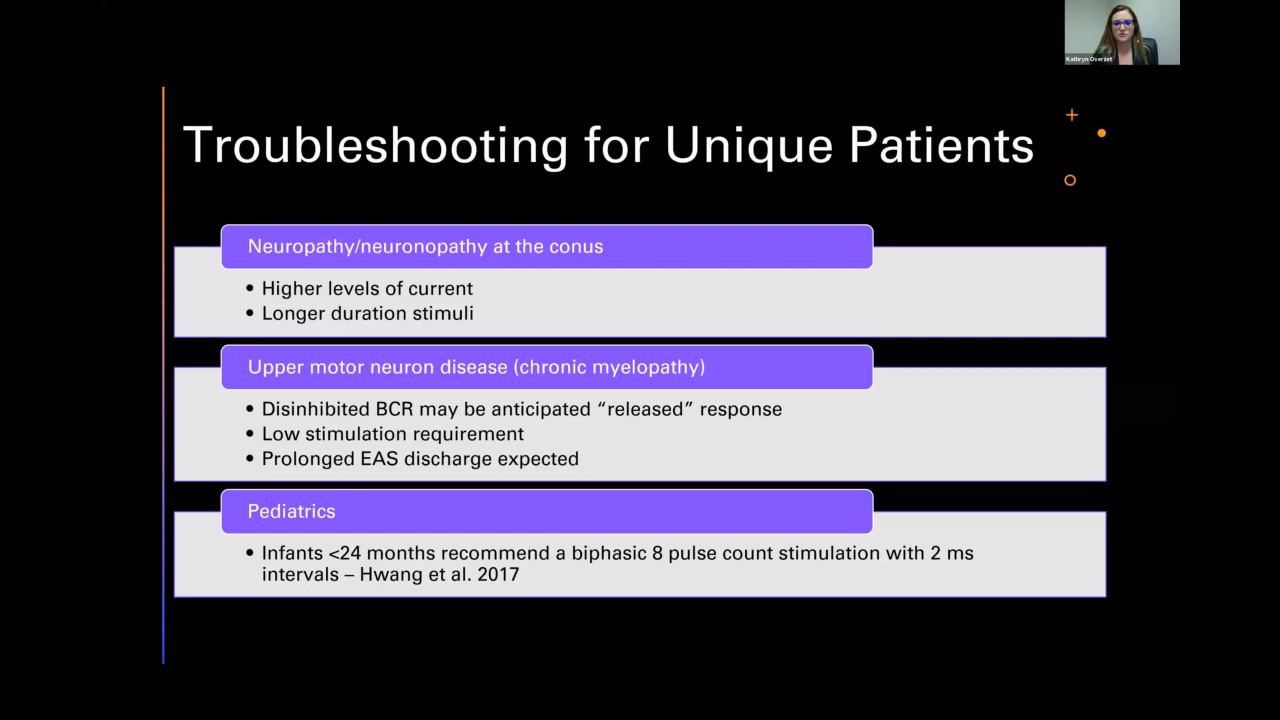 Kathryn Overzet
Troubleshooting for Unique Patients
Neuropathy/neuronopathy at the conus
• Higher levels of current
• Longer duration stimuli
Upper motor neuron disease (chronic myelopathy)
• Disinhibited BCR may be anticipated “released” response
• Low stimulation requirement
• Prolonged EAS discharge expected
Pediatrics
• Infants <24 months recommend a biphasic 8 pulse count stimulation with 2 ms
intervals – Hwang et al. 2017